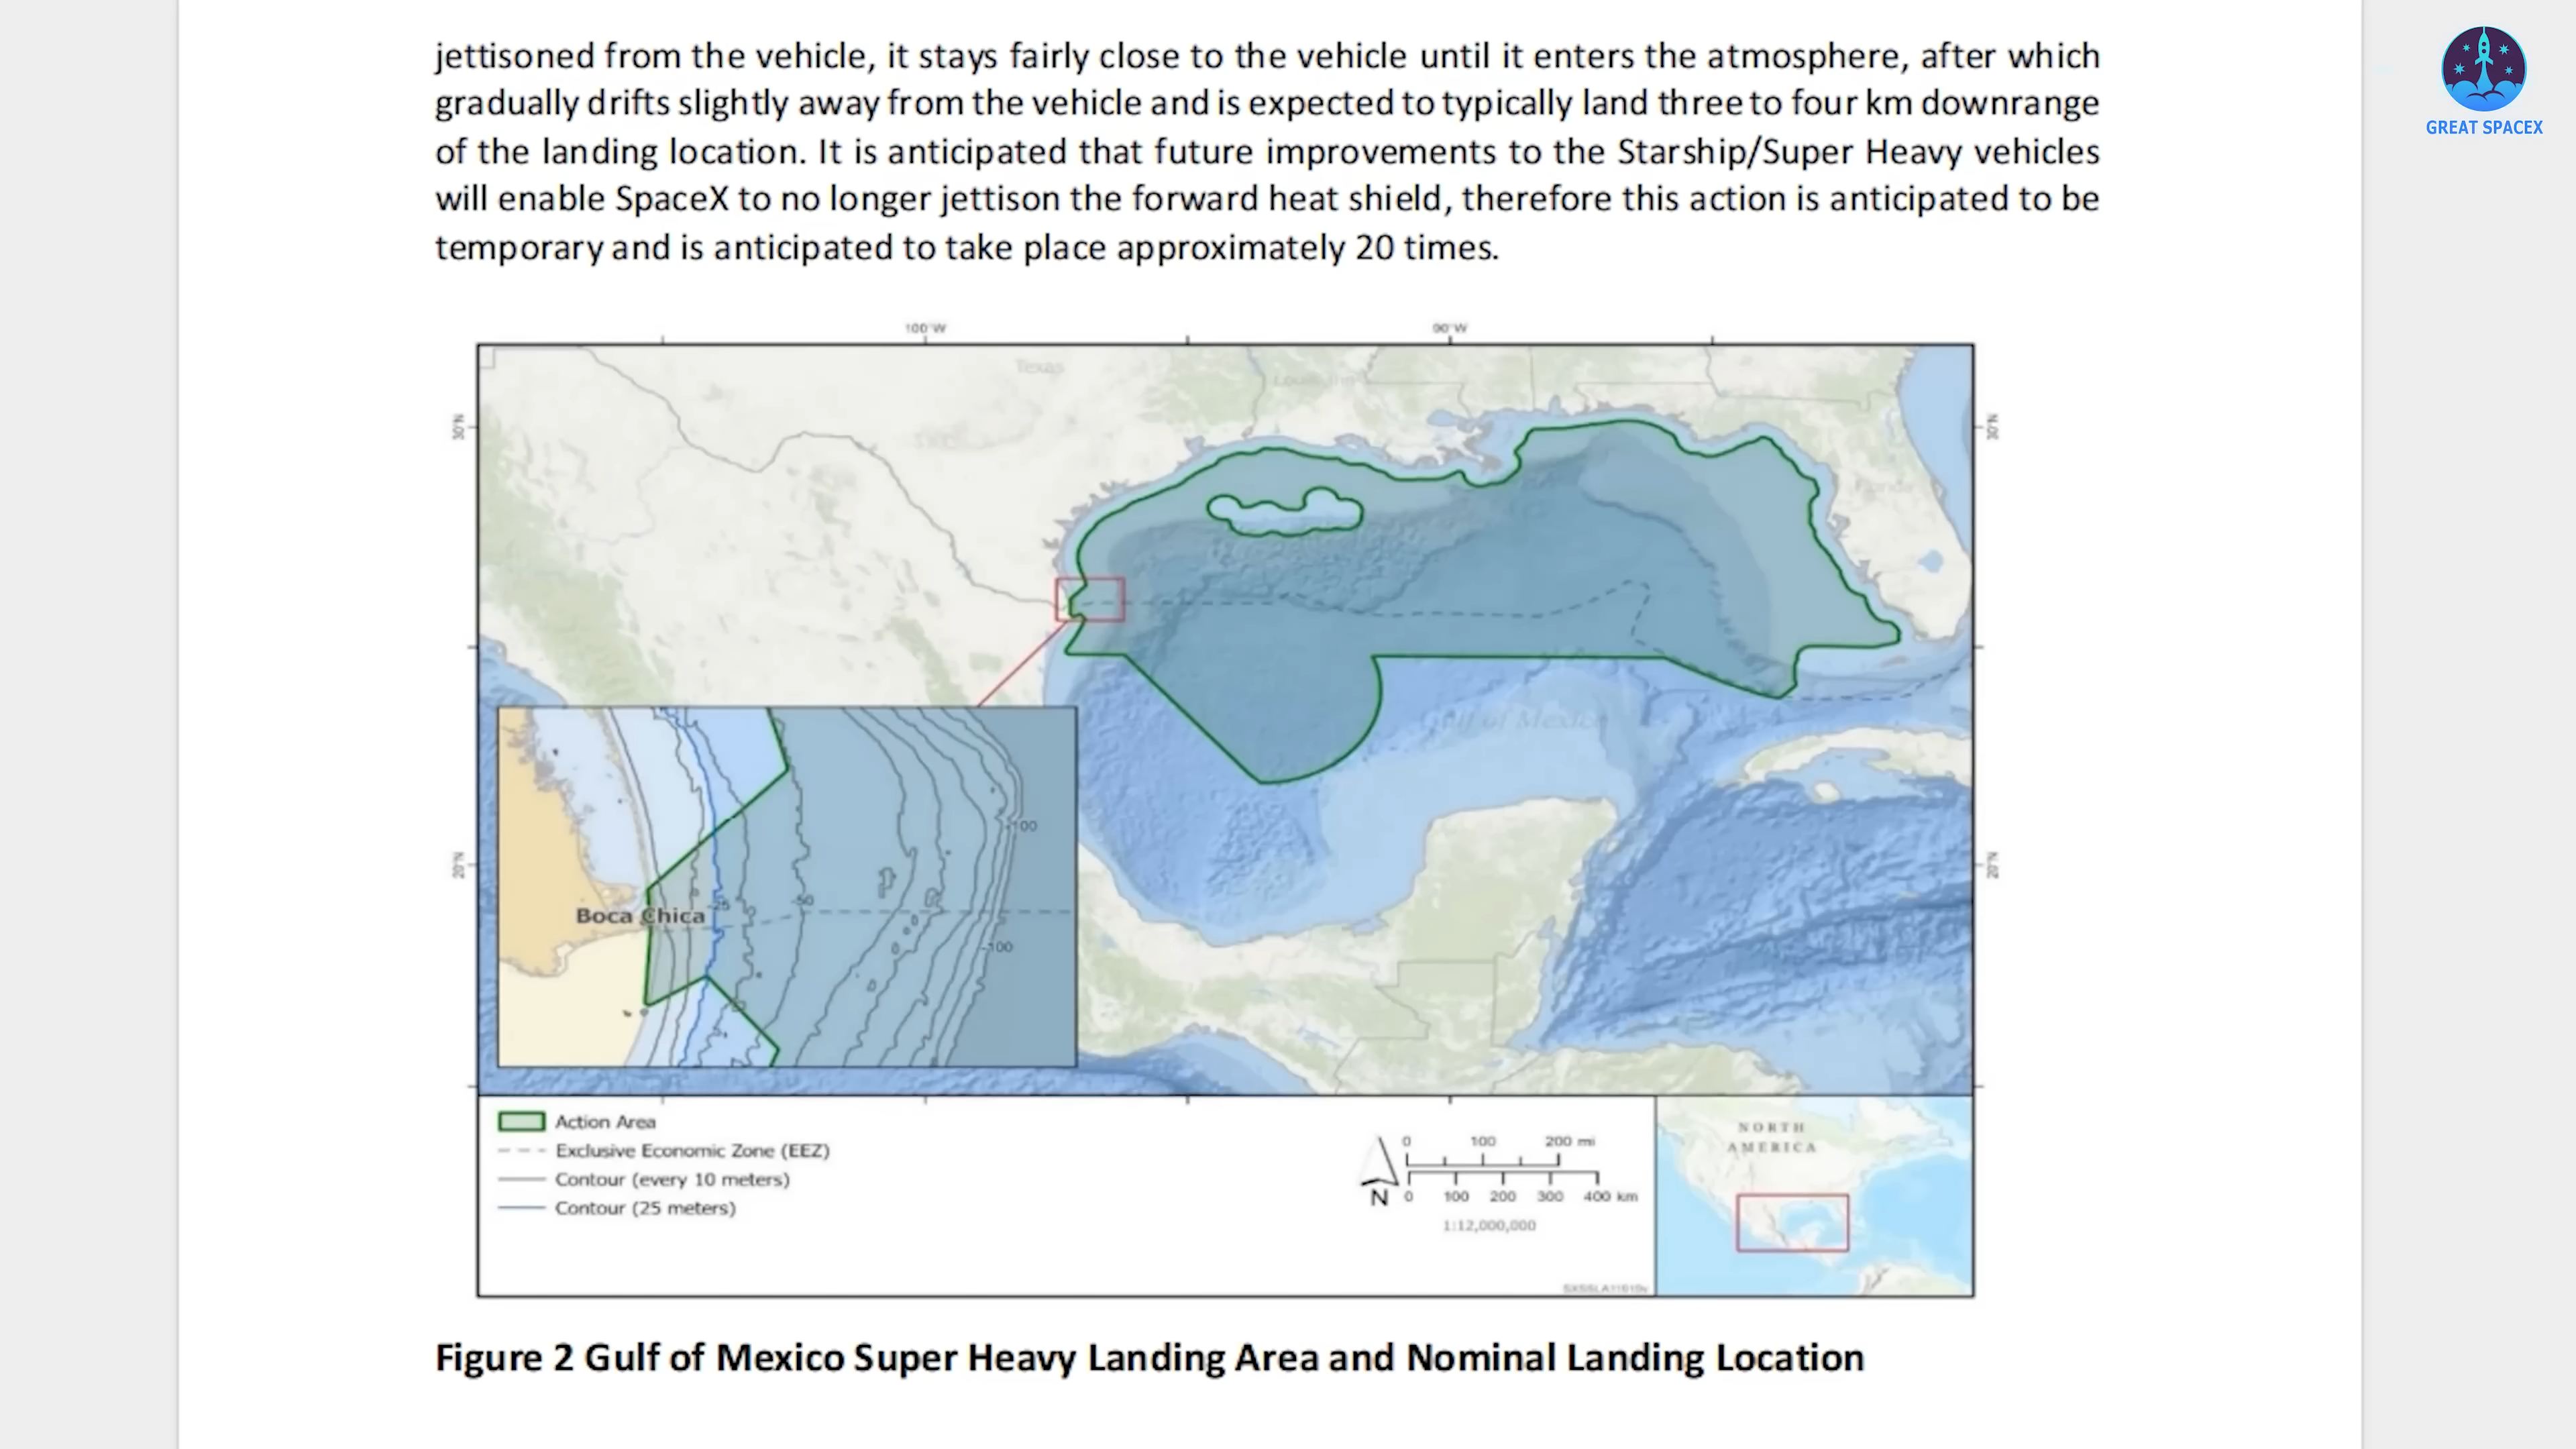 jettisoned from the vehicle, it stays fairly close to the vehicle until it enters the atmosphere, after which
gradually drifts slightly away from the vehicle and is expected to typically land three to four km downrange
of the landing location. It is anticipated that future improvements to the Starship/Super Heavy vehicles
will enable SpaceX to no longer jettison the forward heat shield, therefore this action is anticipated to be
temporary and is anticipated to take place approximately 20 times.
GREAT SPACEX
100°W
90°W
Texas
Louisiana
Florida
30°N
30°N
Gulf of Mexico
20°N
20°N
Boca Chica
-25
-50
-100
-100
Action Area
Exclusive Economic Zone (EEZ)
Contour (every 10 meters)
Contour (25 meters)
0 100 200 mi
0 100 200 300 400 km
N
1:12,000,000
NORTH
AMERICA
Figure 2 Gulf of Mexico Super Heavy Landing Area and Nominal Landing Location